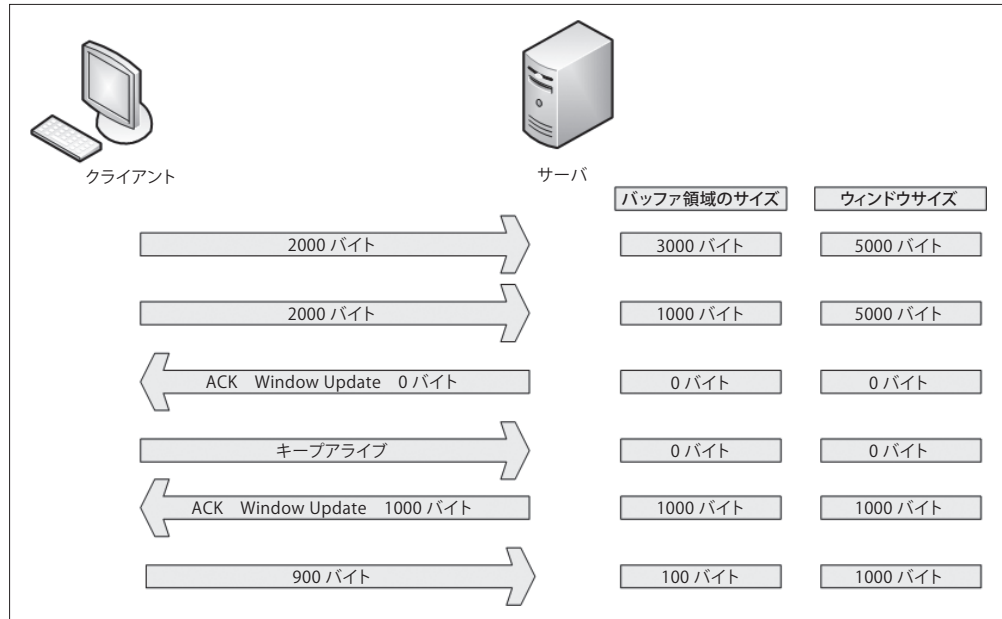 クライアント
サーバ
バッファ領域のサイズ ウィンドウサイズ
2000 バイト 3000 バイト 5000 バイト
2000 バイト 1000 バイト 5000 バイト
ACK Window Update 0 バイト 0 バイト 0 バイト
キープアライブ 0 バイト 0 バイト
ACK Window Update 1000 バイト 1000 バイト 1000 バイト
900 バイト 100 バイト 1000 バイト